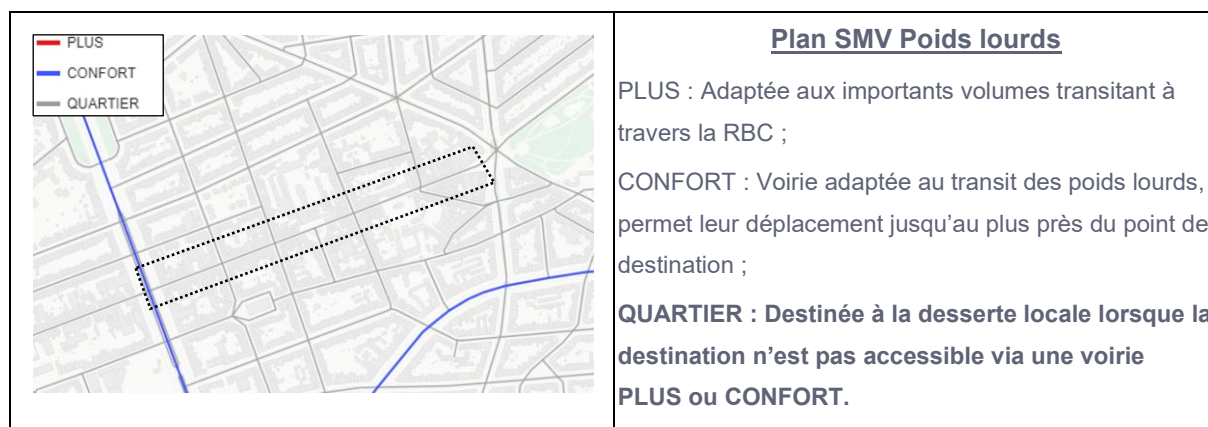 PLUS
CONFORT
QUARTIER
Plan SMV Poids lourds
PLUS : Adaptée aux importants volumes transitant à
travers la RBC ;
CONFORT : Voirie adaptée au transit des poids lourds,
permet leur déplacement jusqu’au plus près du point de
destination ;
QUARTIER : Destinée à la desserte locale lorsque la
destination n’est pas accessible via une voirie
PLUS ou CONFORT.